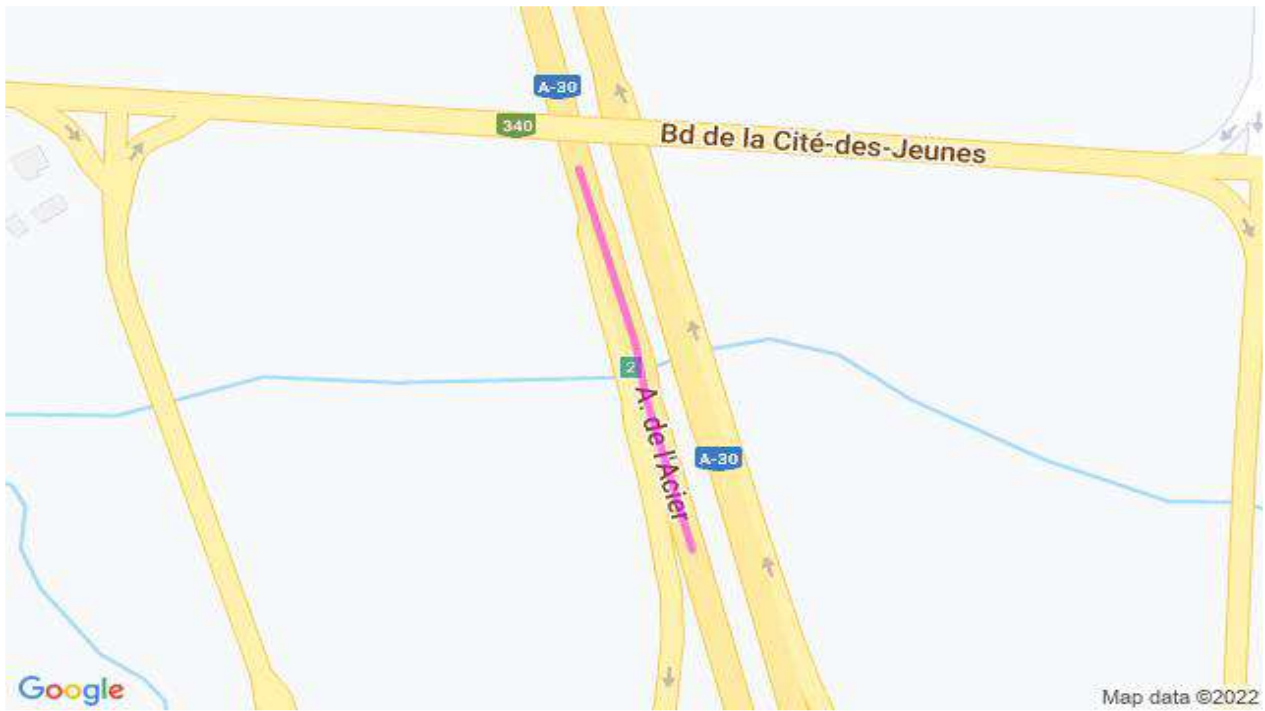 A-30
340
Bd de la Cité-des-Jeunes
2
A. de l'Acier
A-30
Google
Map data ©2022